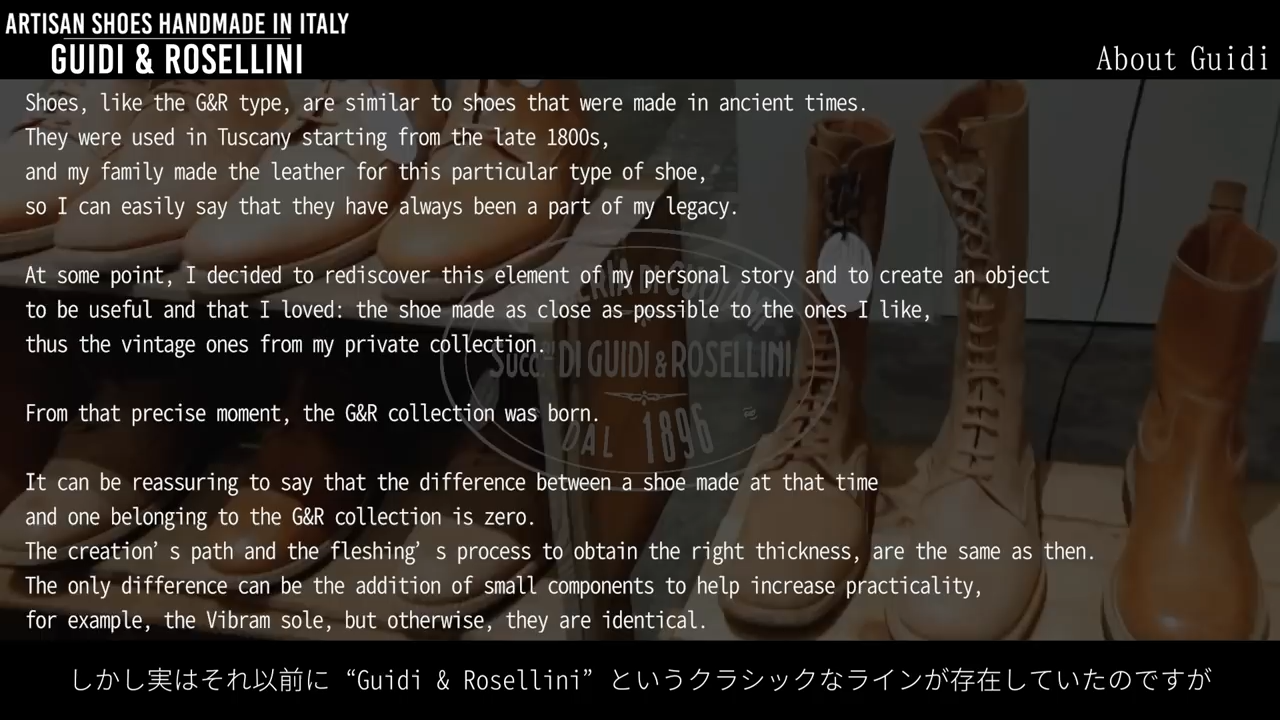 ARTISAN SHOES HANDMADE IN ITALY
GUIDI & ROSELLINI
About Guidi
Shoes, like the G&R type, are similar to shoes that were made in ancient times.
They were used in Tuscany starting from the late 1800s,
and my family made the leather for this particular type of shoe,
so I can easily say that they have always been a part of my legacy.
At some point, I decided to rediscover this element of my personal story and to create an object
to be useful and that I loved: the shoe made as close as possible to the ones I like,
thus the vintage ones from my private collection.
From that precise moment, the G&R collection was born.
It can be reassuring to say that the difference between a shoe made at that time
and one belonging to the G&R collection is zero.
The creation’s path and the fleshing’s process to obtain the right thickness, are the same as then.
The only difference can be the addition of small components to help increase practicality,
for example, the Vibram sole, but otherwise, they are identical.
Succ.ri DI GUIDI & ROSELLINI
DAL 1896
しかし実はそれ以前に “Guidi & Rosellini” というクラシックなラインが存在していたのですが